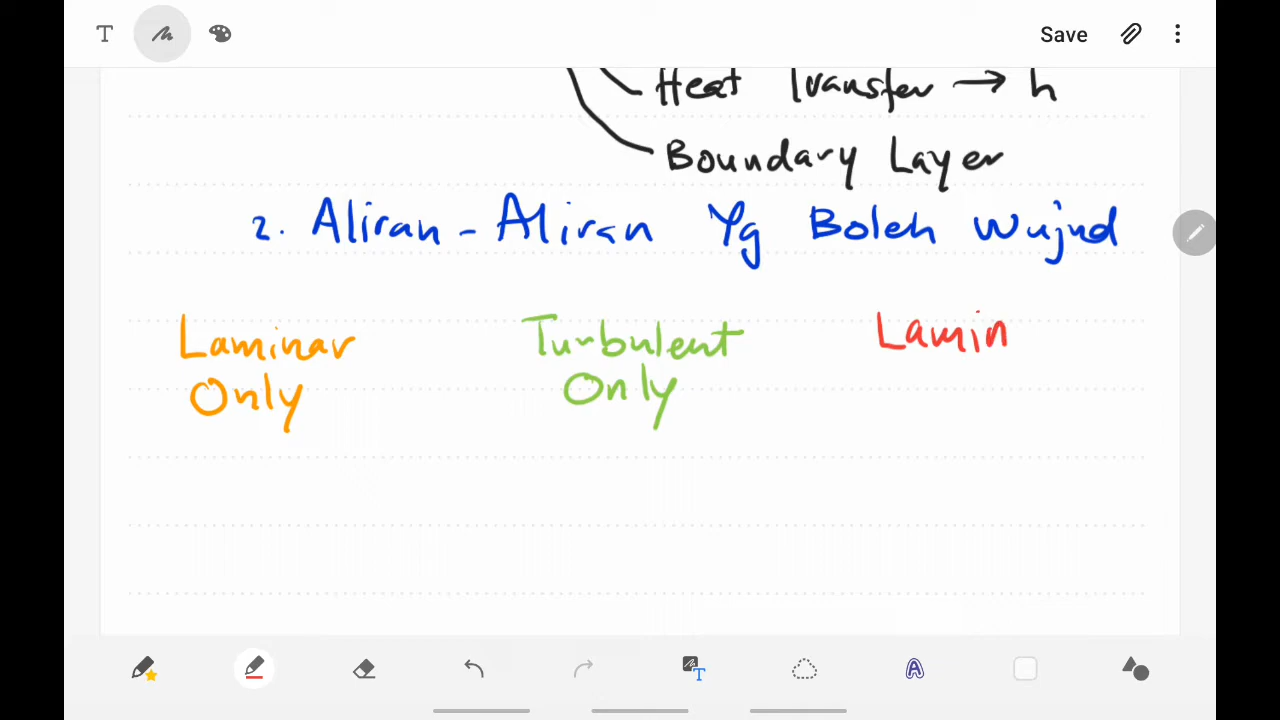 T Save
Heat Transfer → h
Boundary Layer
2. Aliran - Aliran Yg Boleh Wujud
Laminar Turbulent Lamin
Only Only
T
A